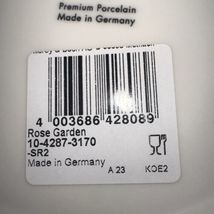 Premium Porcelain
Made in Germany
4 003686 428089
Rose Garden
10-4287-3170
-SR2
Made in Germany
A 23 KOE2